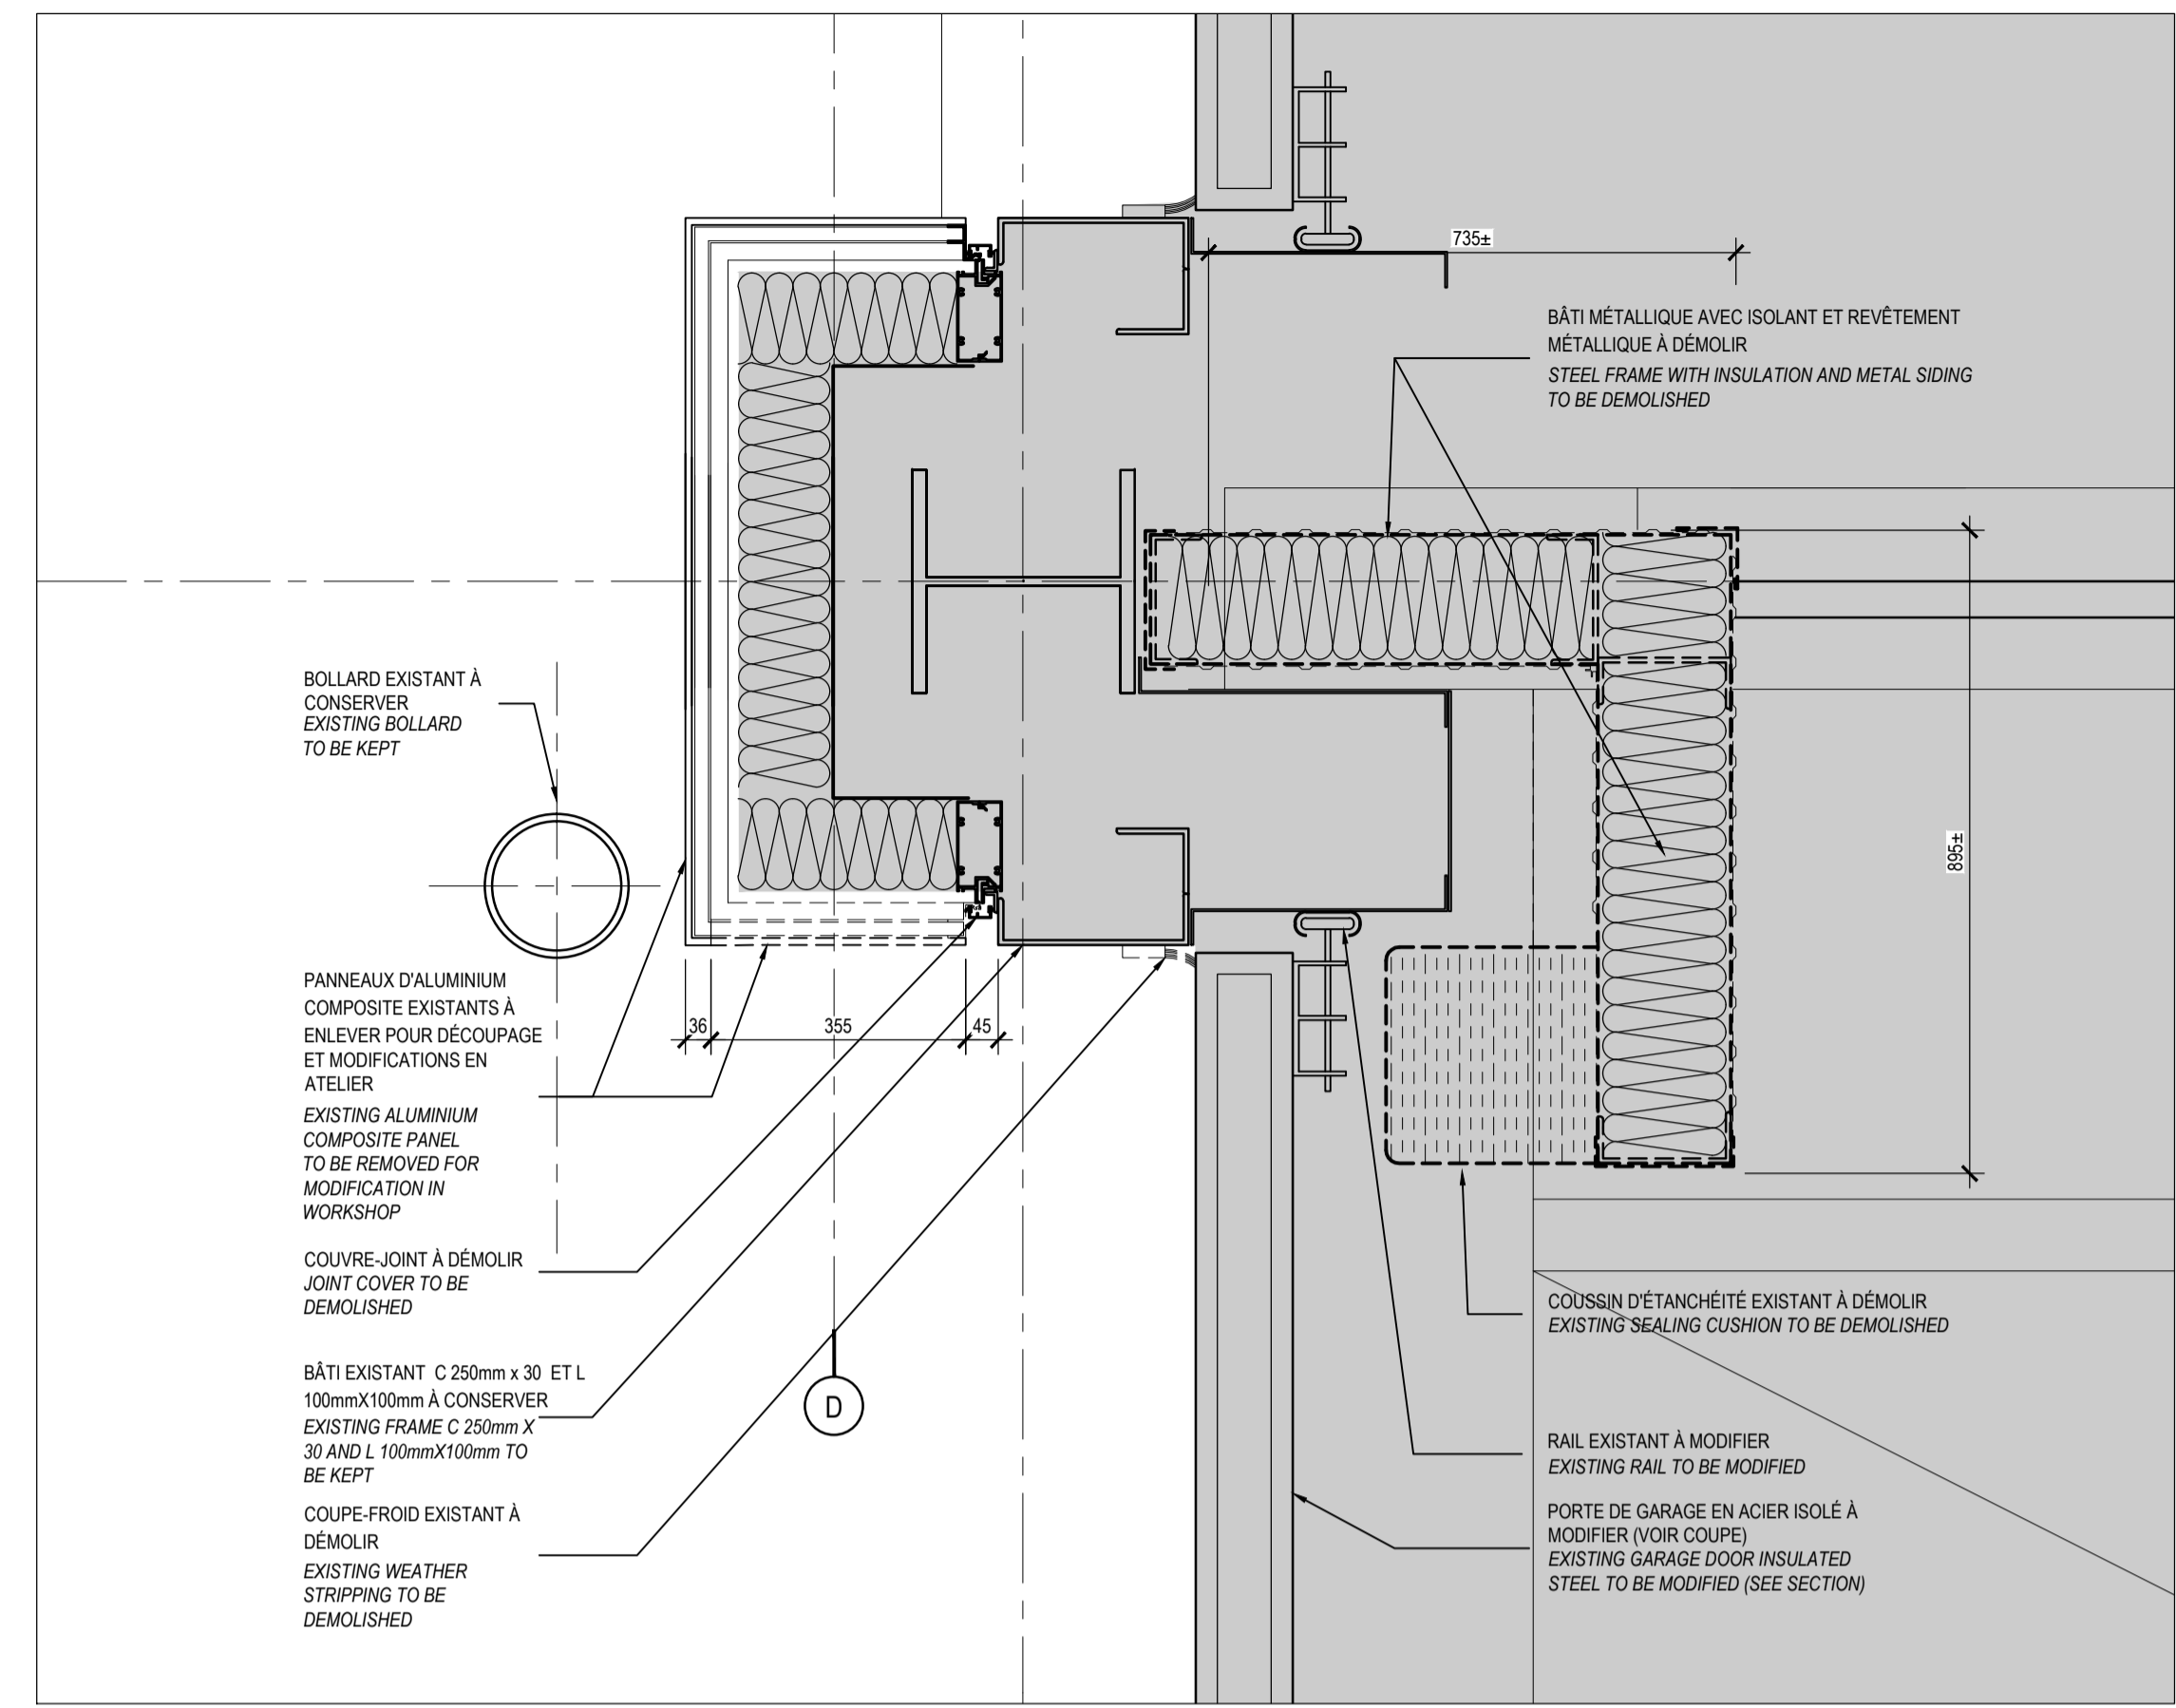 735±
BÂTI MÉTALLIQUE AVEC ISOLANT ET REVÊTEMENT
MÉTALLIQUE À DÉMOLIR
STEEL FRAME WITH INSULATION AND METAL SIDING
TO BE DEMOLISHED
BOLLARD EXISTANT À
CONSERVER
EXISTING BOLLARD
TO BE KEPT
895±
PANNEAUX D'ALUMINIUM
COMPOSITE EXISTANTS À
ENLEVER POUR DÉCOUPAGE
ET MODIFICATIONS EN
ATELIER
EXISTING ALUMINIUM
COMPOSITE PANEL
TO BE REMOVED FOR
MODIFICATION IN
WORKSHOP
36
355
45
COUVRE-JOINT À DÉMOLIR
JOINT COVER TO BE
DEMOLISHED
BÂTI EXISTANT C 250mm x 30 ET L
100mmX100mm À CONSERVER
EXISTING FRAME C 250mm X
30 AND L 100mmX100mm TO
BE KEPT
COUPE-FROID EXISTANT À
DÉMOLIR
EXISTING WEATHER
STRIPPING TO BE
DEMOLISHED
D
COUSSIN D'ÉTANCHÉITÉ EXISTANT À DÉMOLIR
EXISTING SEALING CUSHION TO BE DEMOLISHED
RAIL EXISTANT À MODIFIER
EXISTING RAIL TO BE MODIFIED
PORTE DE GARAGE EN ACIER ISOLÉ À
MODIFIER (VOIR COUPE)
EXISTING GARAGE DOOR INSULATED
STEEL TO BE MODIFIED (SEE SECTION)